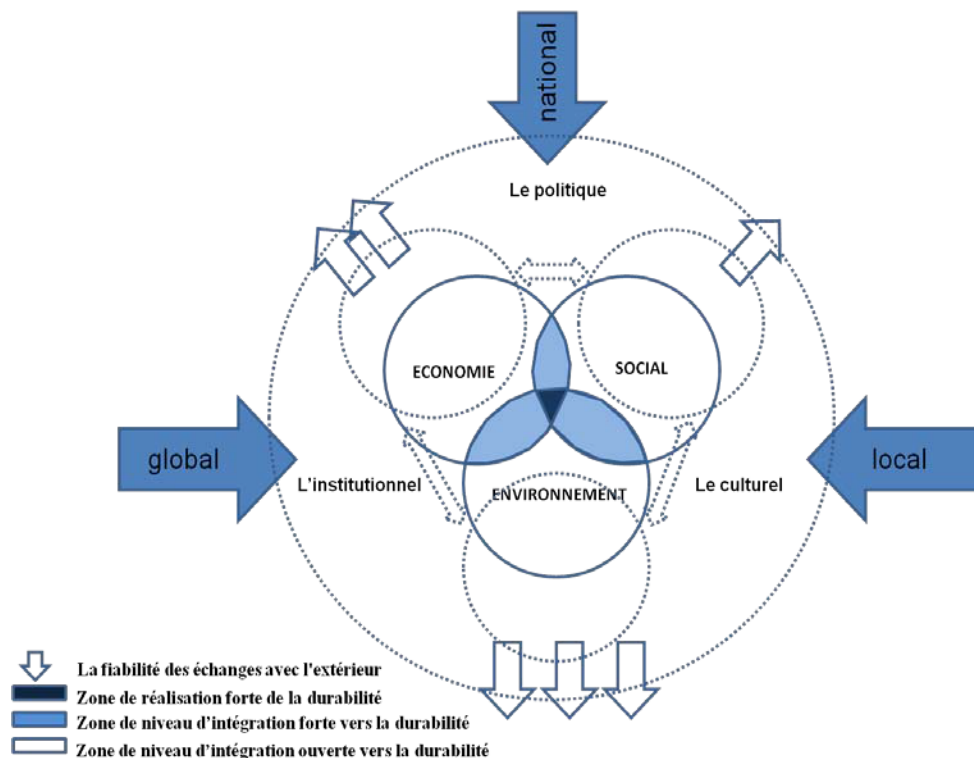 national
Le politique
ECONOMIE
SOCIAL
global
local
L'institutionnel
ENVIRONNEMENT
Le culturel
La fiabilité des échanges avec l'extérieur
Zone de réalisation forte de la durabilité
Zone de niveau d'intégration forte vers la durabilité
Zone de niveau d'intégration ouverte vers la durabilité